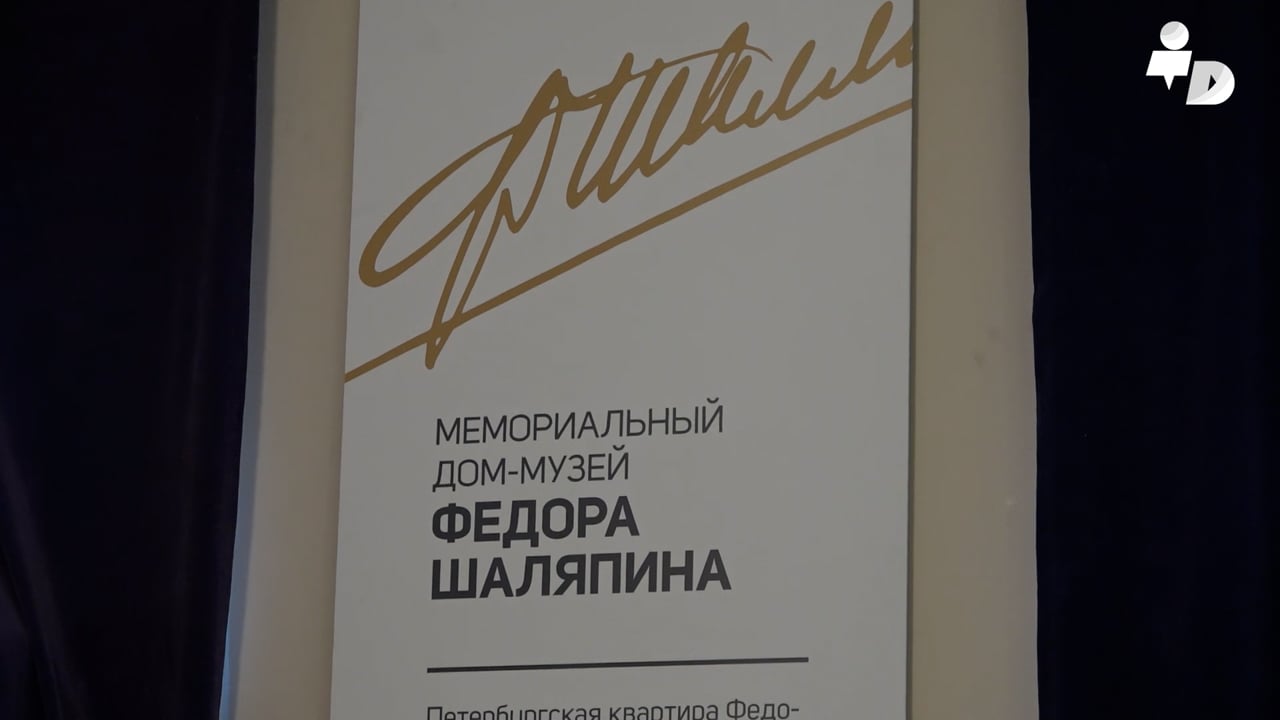 МЕМОРИАЛЬНЫЙ
ДОМ-МУЗЕЙ
ФЕДОРА
ШАЛЯПИНА
Петербургская квартира Федо-